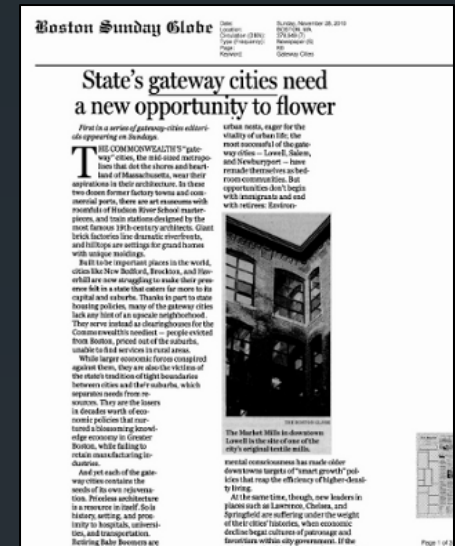 Boston Sunday Globe
Date: Sunday, November 28, 2010
Location: BOSTON, MA
Circulation (DMA):
Type (Frequency): Newspaper (S)
Page:
Keyword: Gateway Cities
State's gateway cities need
a new opportunity to flower
First in a series of gateway-cities editori-
als appearing on Sundays.
THE COMMONWEALTH'S "gate-
way" cities, the mid-sized metropo-
lises that dot the shores and heart-
land of Massachusetts, wear their
aspirations in their architecture. In these
two dozen former factory towns and com-
mercial ports, there are art museums with
roomfuls of Hudson River School master-
pieces, and train stations designed by the
most famous 19th-century architects. Giant
brick factories line dramatic riverfronts,
and hilltops are settings for grand homes
with unique moldings.
Built to be important places in the world,
cities like New Bedford, Brockton, and Hav-
erhill are now struggling to make their pres-
ence felt in a state that caters far more to its
capital and suburbs. Thanks in part to state
housing policies, many of the gateway cities
lack any hint of an upscale neighborhood.
They serve instead as clearinghouses for the
Commonwealth's neediest — people evicted
from Boston, priced out of the suburbs,
unable to find services in rural areas.
While larger economic forces conspired
against them, they are also the victims of
the state's tradition of tight boundaries
between cities and their suburbs, which
separates needs from re-
sources. They are the losers
in decades worth of eco-
nomic policies that nur-
tured a blossoming knowl-
edge economy in Greater
Boston, while failing to
retain manufacturing in-
dustries.
And yet each of the gate-
way cities contains the
seeds of its own rejuvena-
tion. Priceless architecture
is a resource in itself. So is
history, setting, and prox-
imity to hospitals, universi-
ties, and transportation.
Retiring Baby Boomers are
urban nests, eager for the
vitality of urban life, the
most successful of the gate-
way cities — Lowell, Salem,
and Newburyport — have
remade themselves as bed-
room communities. But
opportunities don't begin
with immigrants and end
with retirees: Environ-
THE BOSTON GLOBE
The Market Mills in downtown
Lowell is the site of one of the
city's original textile mills.
mental consciousness has made older
downtowns targets of "smart growth" pol-
icies that reap the efficiency of higher-densi-
ty living.
At the same time, though, new leaders in
places such as Lawrence, Chelsea, and
Springfield are suffering under the weight
of their cities' histories, when economic
decline begat cultures of patronage and
favoritism within city government. If the
Page 1 of